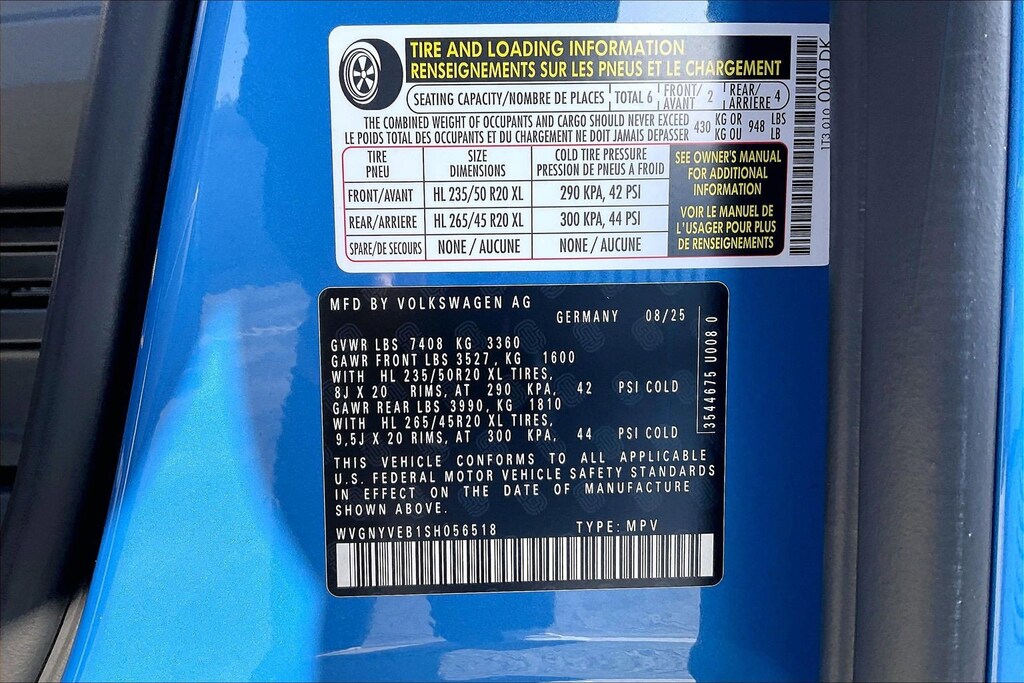 TIRE AND LOADING INFORMATION
RENSEIGNEMENTS SUR LES PNEUS ET LE CHARGEMENT
SEATING CAPACITY/NOMBRE DE PLACES TOTAL 6 FRONT/AVANT 2 REAR/ARRIERE 4
THE COMBINED WEIGHT OF OCCUPANTS AND CARGO SHOULD NEVER EXCEED 430 KG OR 948 LBS
LE POIDS TOTAL DES OCCUPANTS ET DU CHARGEMENT NE DOIT JAMAIS DEPASSER KG OU LB
TIRE PNEU SIZE DIMENSIONS COLD TIRE PRESSURE PRESSION DE PNEUS A FROID
FRONT/AVANT HL 235/50 R20 XL 290 KPA, 42 PSI
REAR/ARRIERE HL 265/45 R20 XL 300 KPA, 44 PSI
SPARE/DE SECOURS NONE / AUCUNE NONE / AUCUNE
SEE OWNER'S MANUAL
FOR ADDITIONAL
INFORMATION
VOIR LE MANUEL DE
L'USAGER POUR PLUS
DE RENSEIGNEMENTS
1T3 010 000 DK
MFD BY VOLKSWAGEN AG
GERMANY 08/25
GVWR LBS 7408 KG 3360
GAWR FRONT LBS 3527, KG 1600
WITH HL 235/50R20 XL TIRES,
8J X 20 RIMS, AT 290 KPA, 42 PSI COLD
GAWR REAR LBS 3990, KG 1810
WITH HL 265/45R20 XL TIRES,
9,5J X 20 RIMS, AT 300 KPA, 44 PSI COLD
THIS VEHICLE CONFORMS TO ALL APPLICABLE
U.S. FEDERAL MOTOR VEHICLE SAFETY STANDARDS
IN EFFECT ON THE DATE OF MANUFACTURE
SHOWN ABOVE.
WVGNYVEB1SH056518 TYPE: MPV
3544675 U008 0